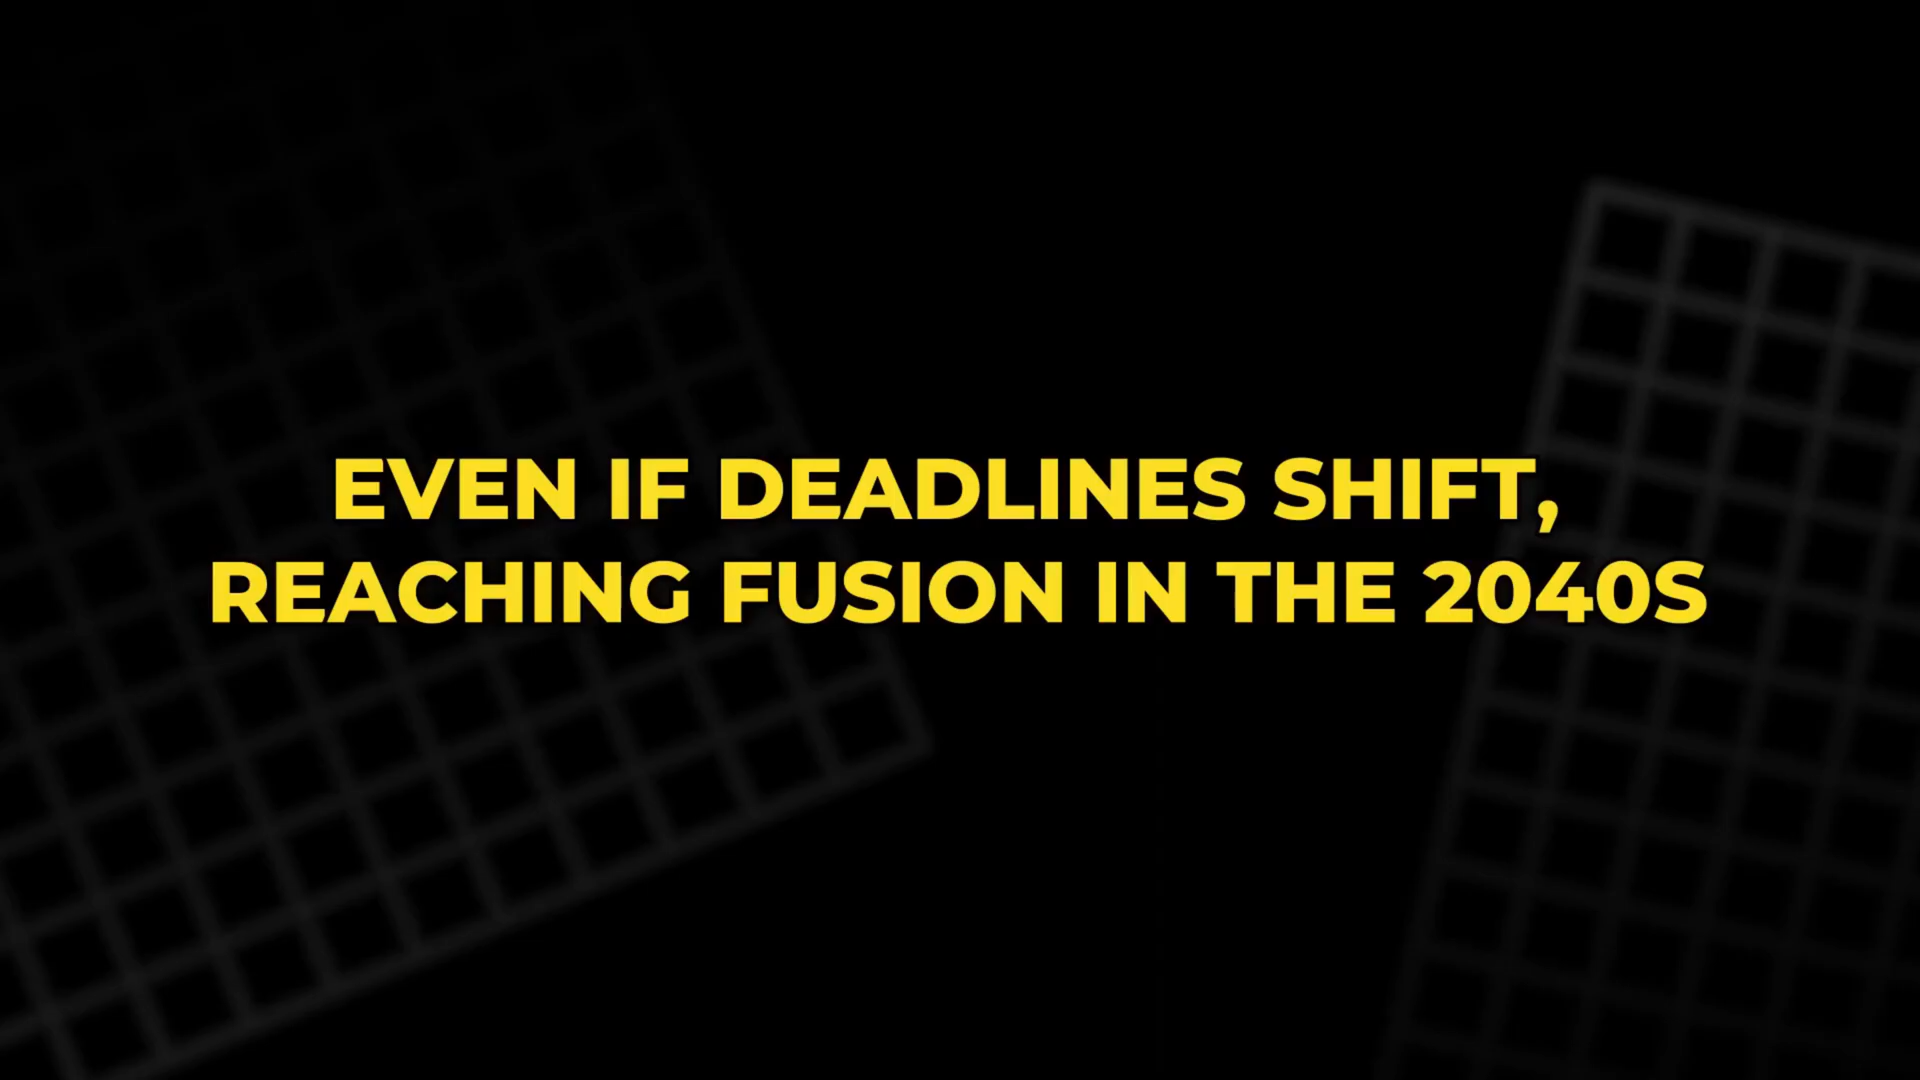 EVEN IF DEADLINES SHIFT,
REACHING FUSION IN THE 2040S